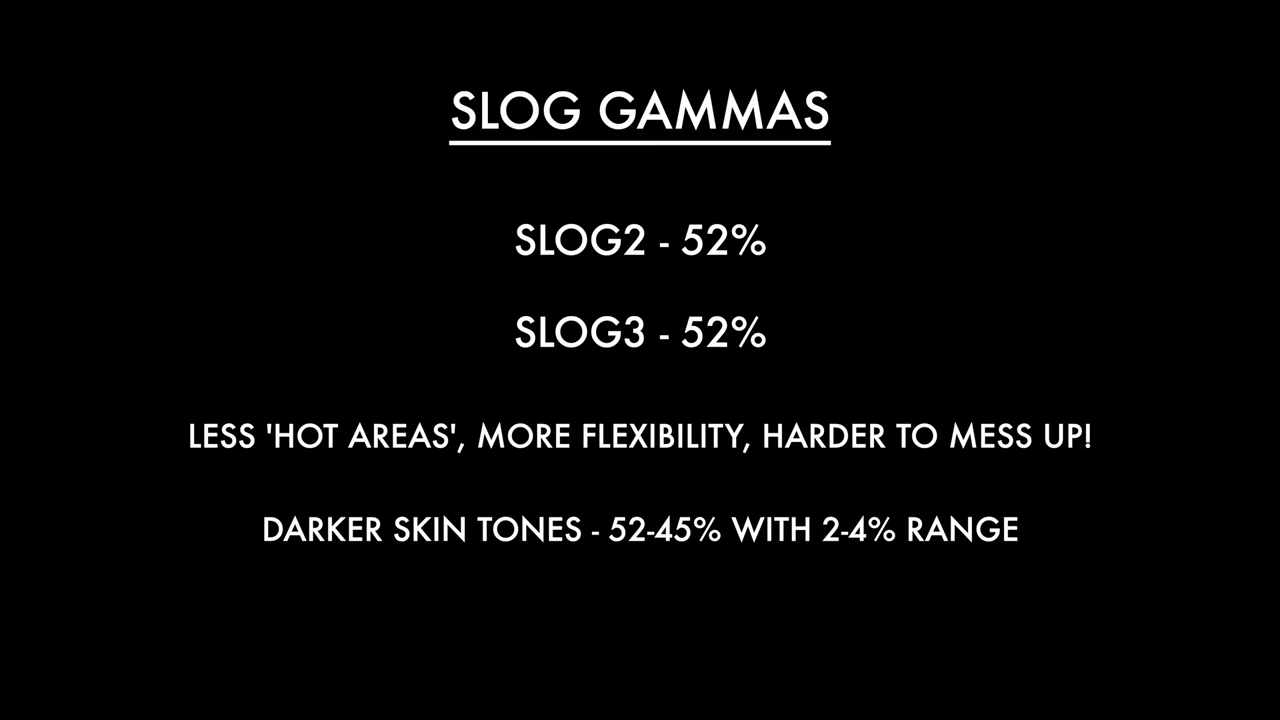 SLOG GAMMAS
SLOG2 - 52%
SLOG3 - 52%
LESS 'HOT AREAS', MORE FLEXIBILITY, HARDER TO MESS UP!
DARKER SKIN TONES - 52-45% WITH 2-4% RANGE